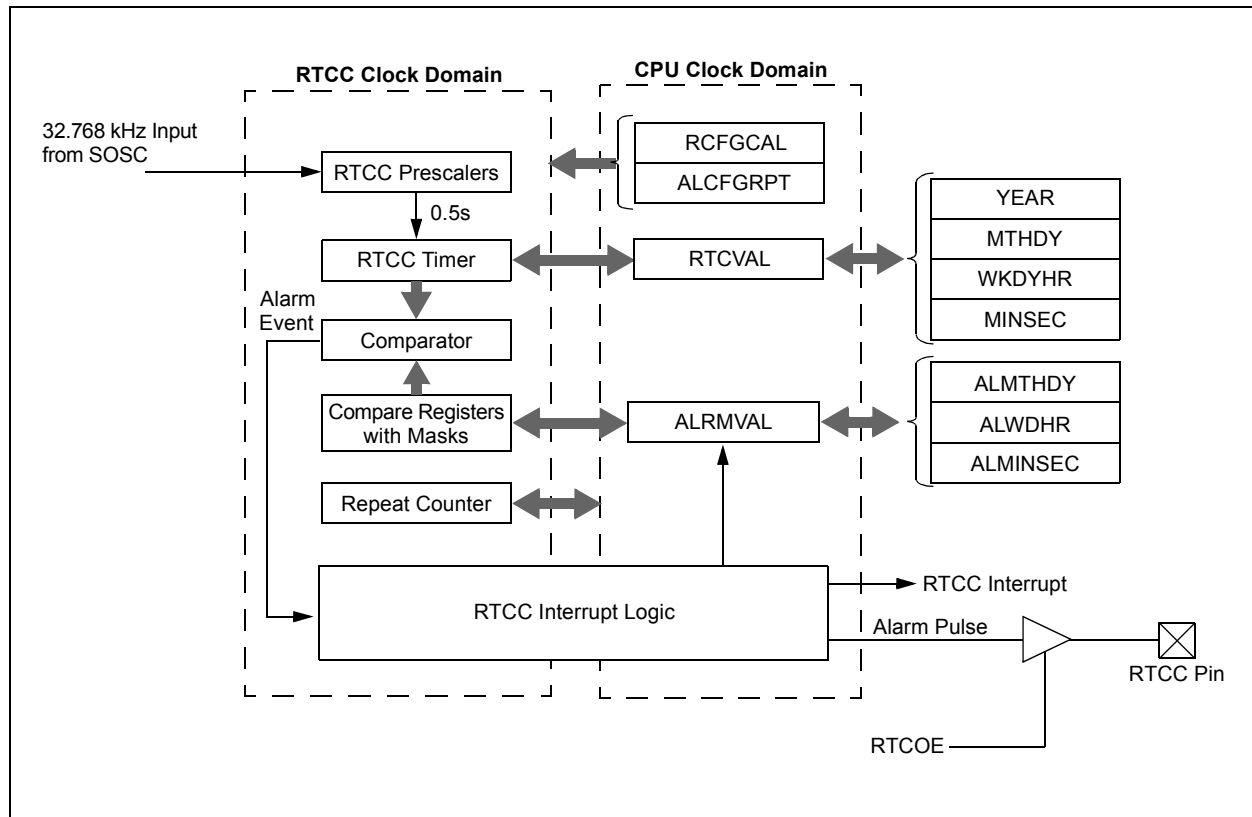 RTCC Clock Domain
CPU Clock Domain
32.768 kHz Input
from SOSC
RTCC Prescalers
0.5s
RTCC Timer
Alarm
Event
Comparator
Compare Registers
with Masks
Repeat Counter
RCFGCAL
ALCFGRPT
RTCVAL
ALRMVAL
YEAR
MTHDY
WKDYHR
MINSEC
ALMTHDY
ALWDHR
ALMINSEC
RTCC Interrupt Logic
RTCC Interrupt
Alarm Pulse
RTCC Pin
RTCOE